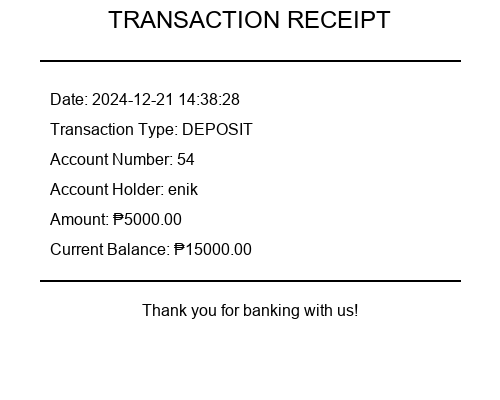 TRANSACTION RECEIPT
Date: 2024-12-21 14:38:28
Transaction Type: DEPOSIT
Account Number: 54
Account Holder: enik
Amount: ₱5000.00
Current Balance: ₱15000.00
Thank you for banking with us!